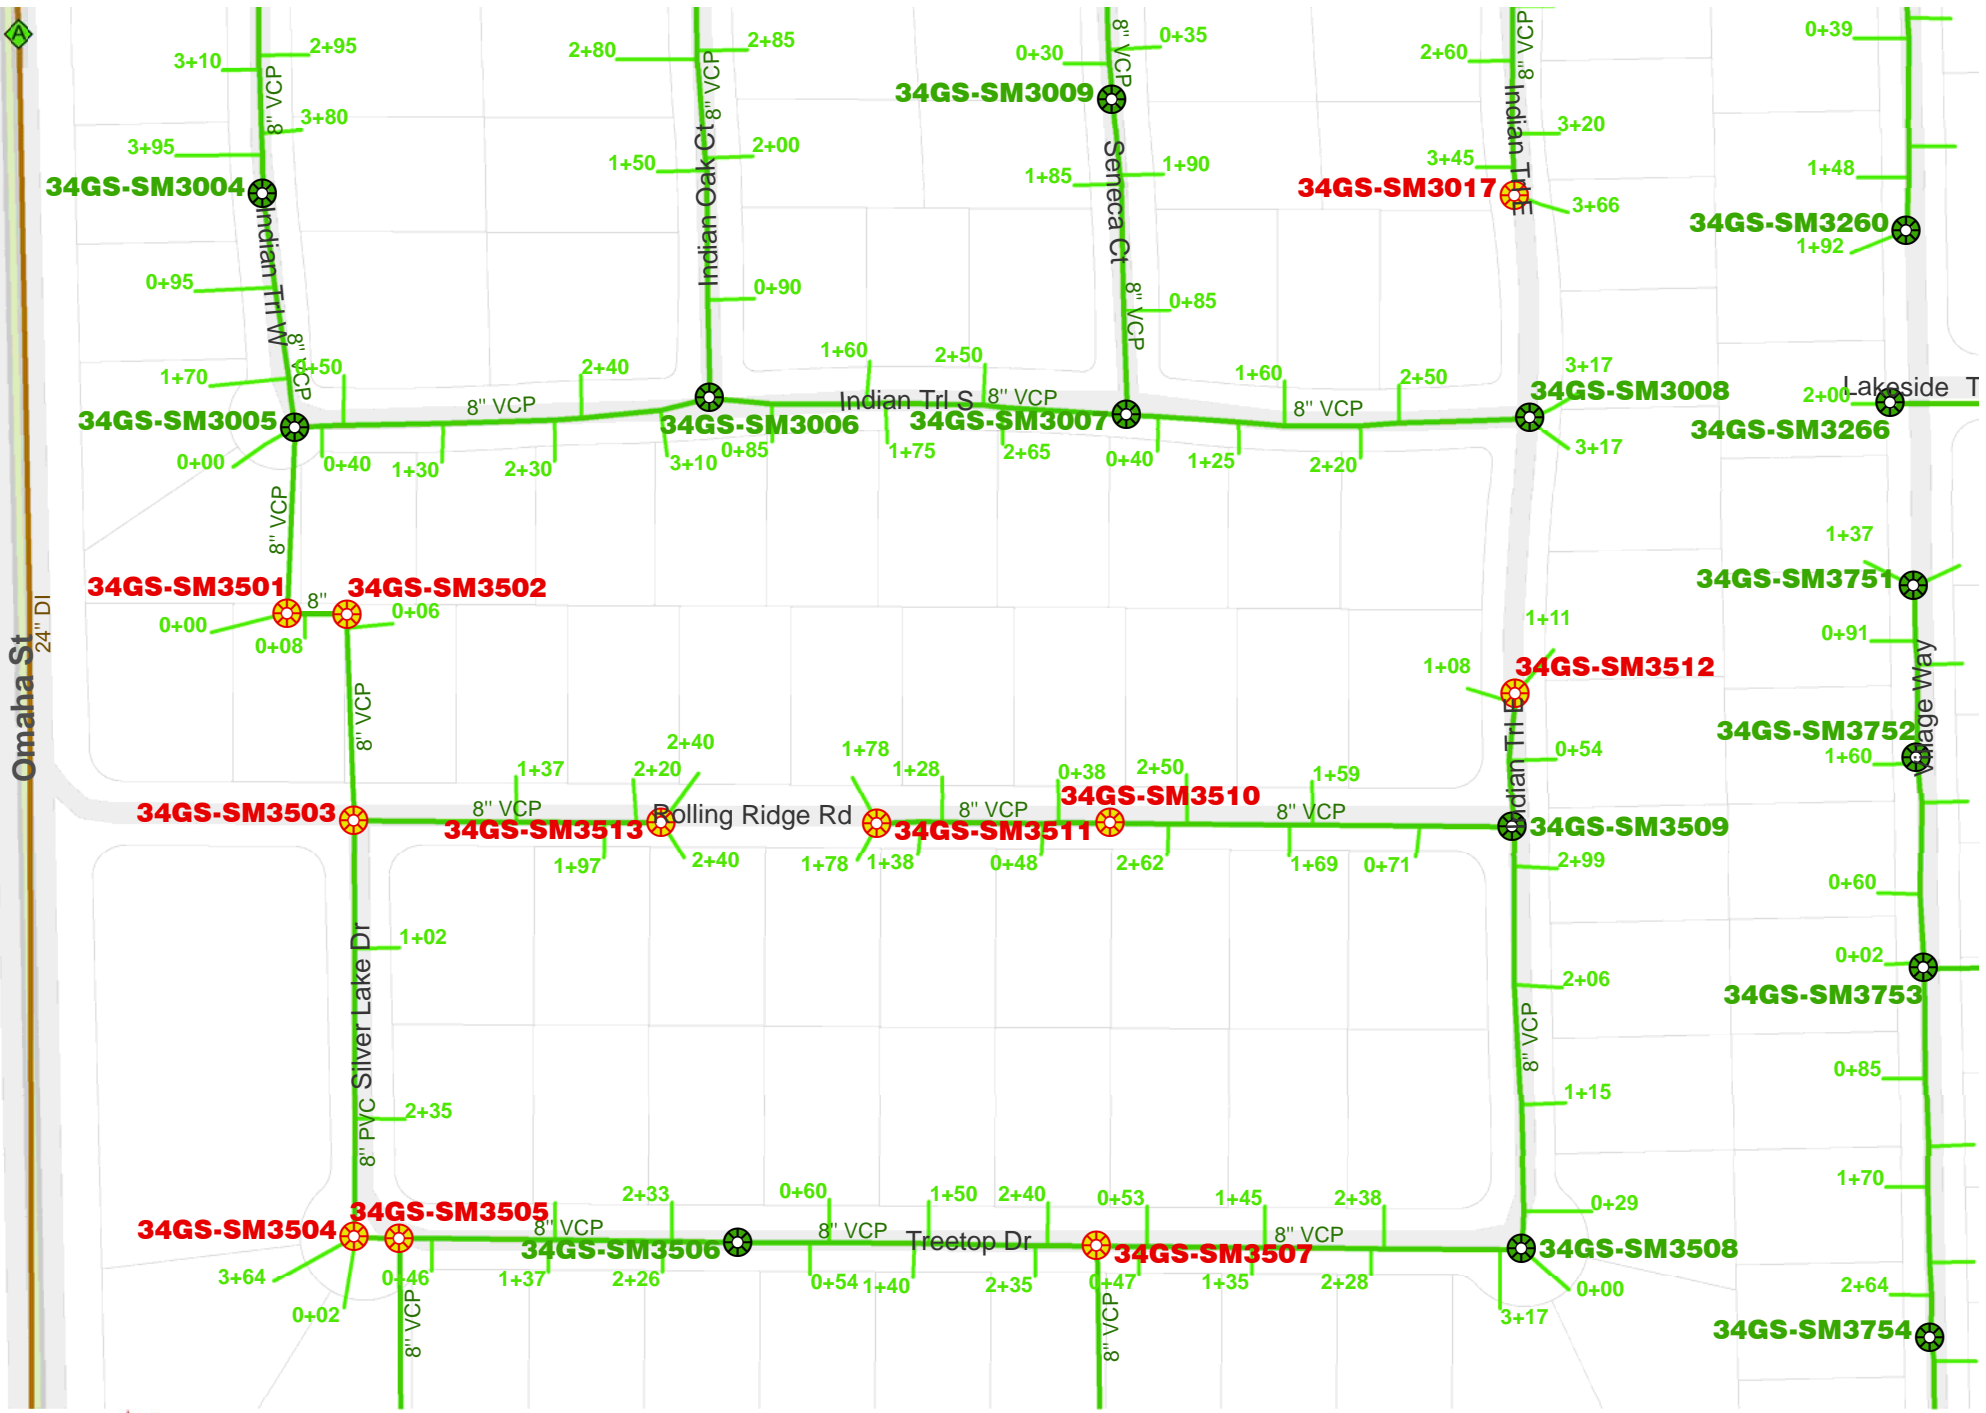 A
3+10
2+95
8" VCP
3+80
3+95
34GS-SM3004
Indian Trl W
0+95
8" VCP
1+70
0+50
34GS-SM3005
0+00
0+40
1+30
8" VCP
2+30
2+40
2+80
2+85
8" VCP
Indian Oak Ct
1+50
2+00
0+90
34GS-SM3006
3+10
0+85
1+60
Indian Trl S
2+50
8" VCP
1+75
2+65
34GS-SM3007
8" VCP
0+30
0+35
34GS-SM3009
Seneca Ct
1+85
1+90
8" VCP
0+85
0+40
1+25
1+60
8" VCP
2+20
2+50
3+17
34GS-SM3008
3+17
8" VCP
2+60
Indian Trl E
3+20
3+45
34GS-SM3017
3+66
0+39
1+48
34GS-SM3260
1+92
Lakeside T
2+00
34GS-SM3266
8" VCP
34GS-SM3501
8"
34GS-SM3502
0+00
0+08
0+06
Omaha St
24" DI
8" VCP
34GS-SM3503
1+37
8" VCP
2+20
2+40
34GS-SM3513
Rolling Ridge Rd
1+97
2+40
1+78
1+28
8" VCP
0+38
34GS-SM3511
34GS-SM3510
1+78
1+38
0+48
2+50
2+62
1+59
8" VCP
1+69
0+71
34GS-SM3509
1+11
34GS-SM3512
1+08
Indian Trl E
0+54
2+99
2+06
8" VCP
1+15
0+29
1+37
34GS-SM3751
0+91
Village Way
34GS-SM3752
1+60
0+60
0+02
34GS-SM3753
0+85
1+70
2+64
34GS-SM3754
1+02
Silver Lake Dr
8" PVC
2+35
34GS-SM3504
34GS-SM3505
3+64
0+02
0+46
8" VCP
8" VCP
1+37
2+33
2+26
34GS-SM3506
0+60
8" VCP
0+54
1+40
1+50
Treetop Dr
2+40
2+35
0+53
34GS-SM3507
0+47
8" VCP
1+45
8" VCP
1+35
2+38
2+28
34GS-SM3508
0+00
3+17